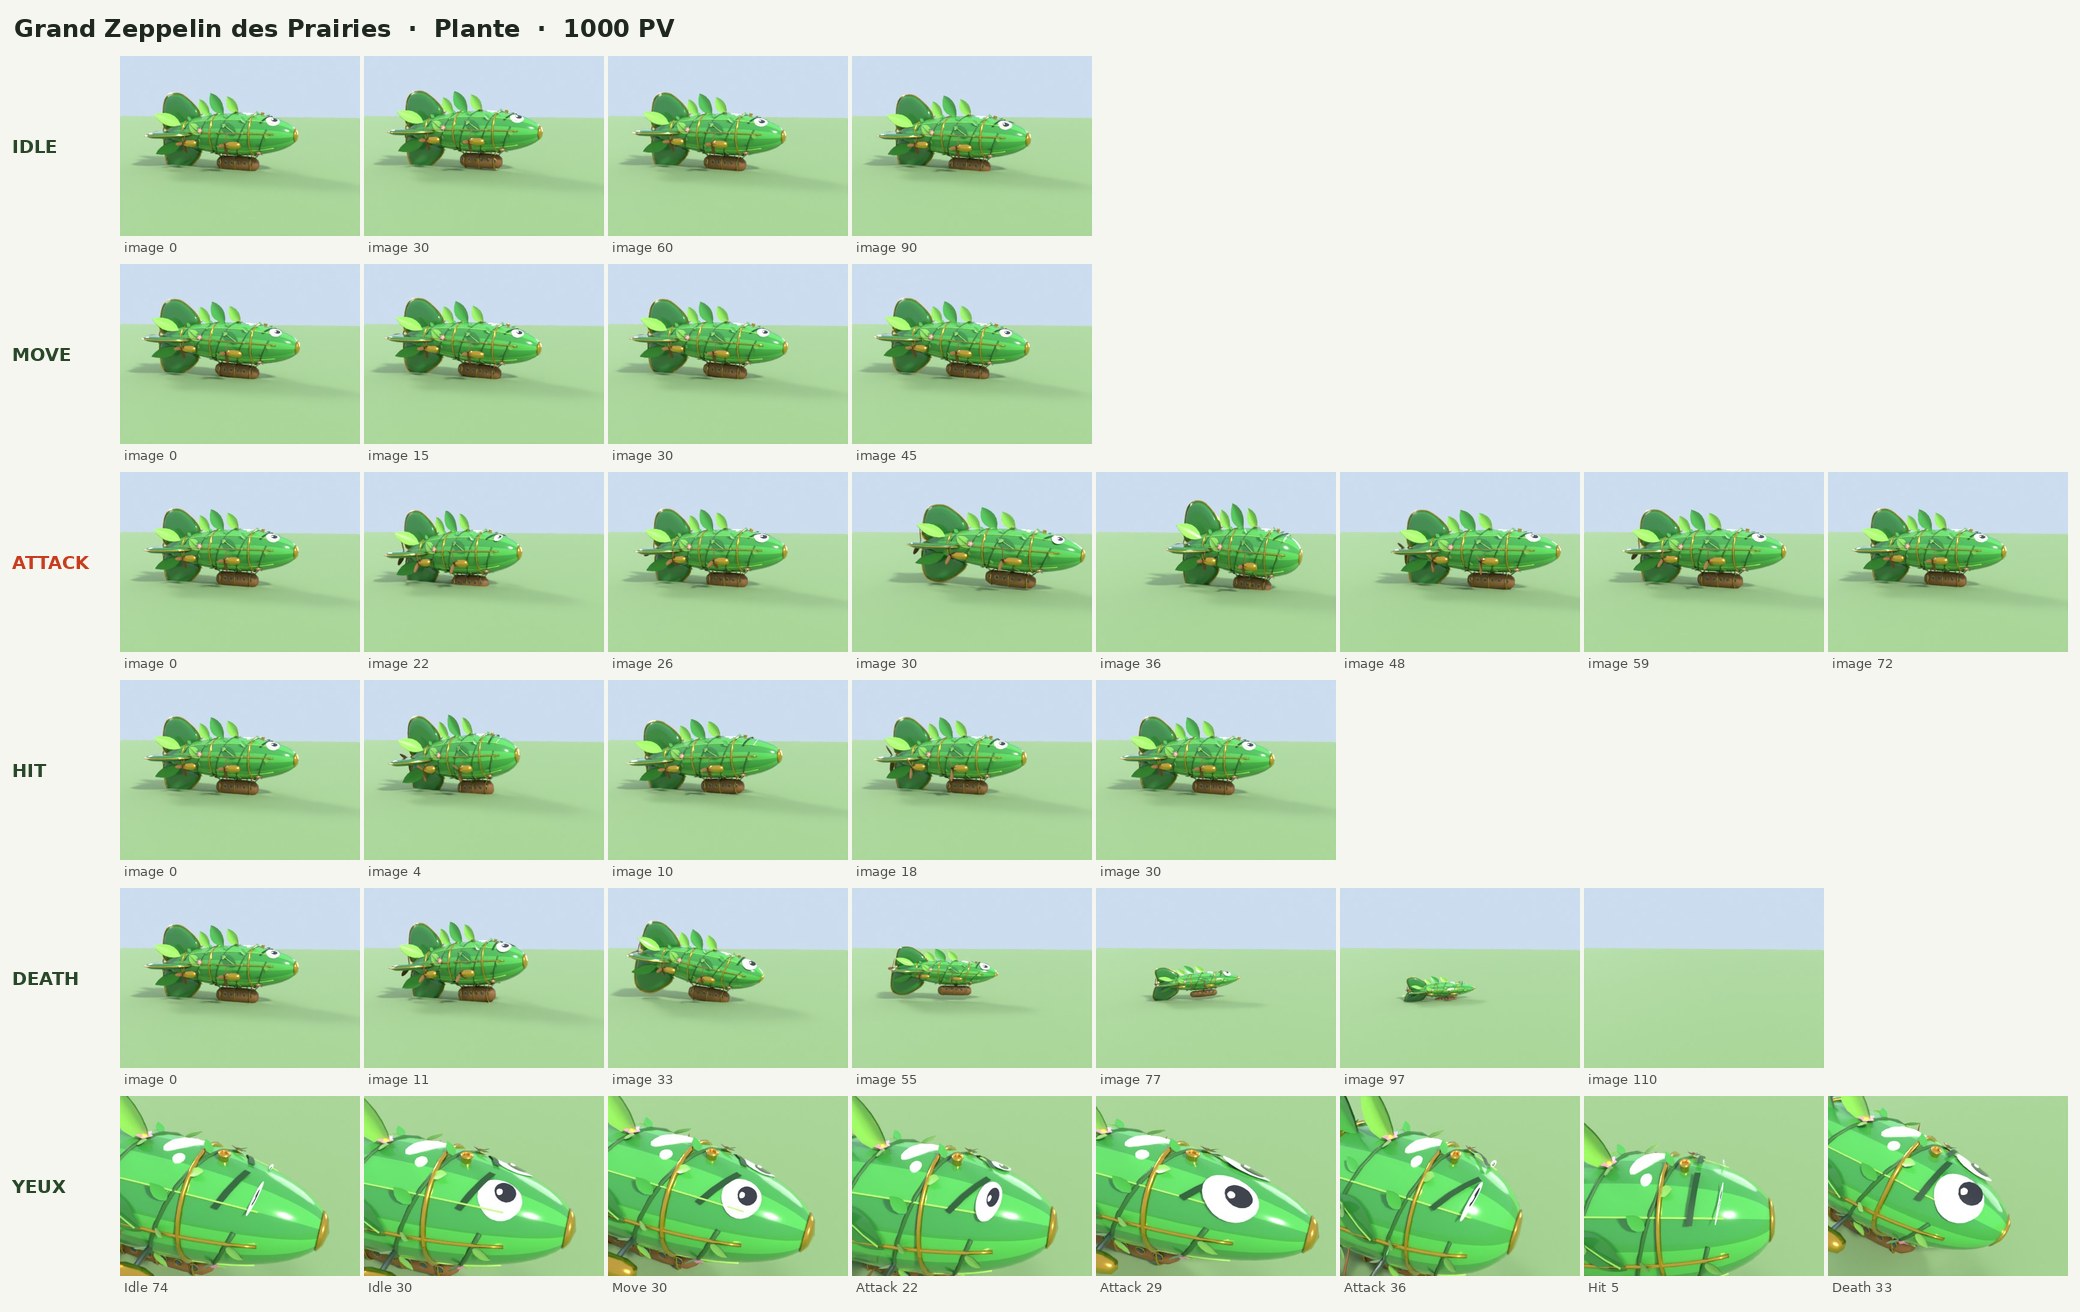 Grand Zeppelin des Prairies · Plante · 1000 PV
IDLE
image 0 image 30 image 60 image 90
MOVE
image 0 image 15 image 30 image 45
ATTACK
image 0 image 22 image 26 image 30 image 36 image 48 image 59 image 72
HIT
image 0 image 4 image 10 image 18 image 30
DEATH
image 0 image 11 image 33 image 55 image 77 image 97 image 110
YEUX
Idle 74 Idle 30 Move 30 Attack 22 Attack 29 Attack 36 Hit 5 Death 33